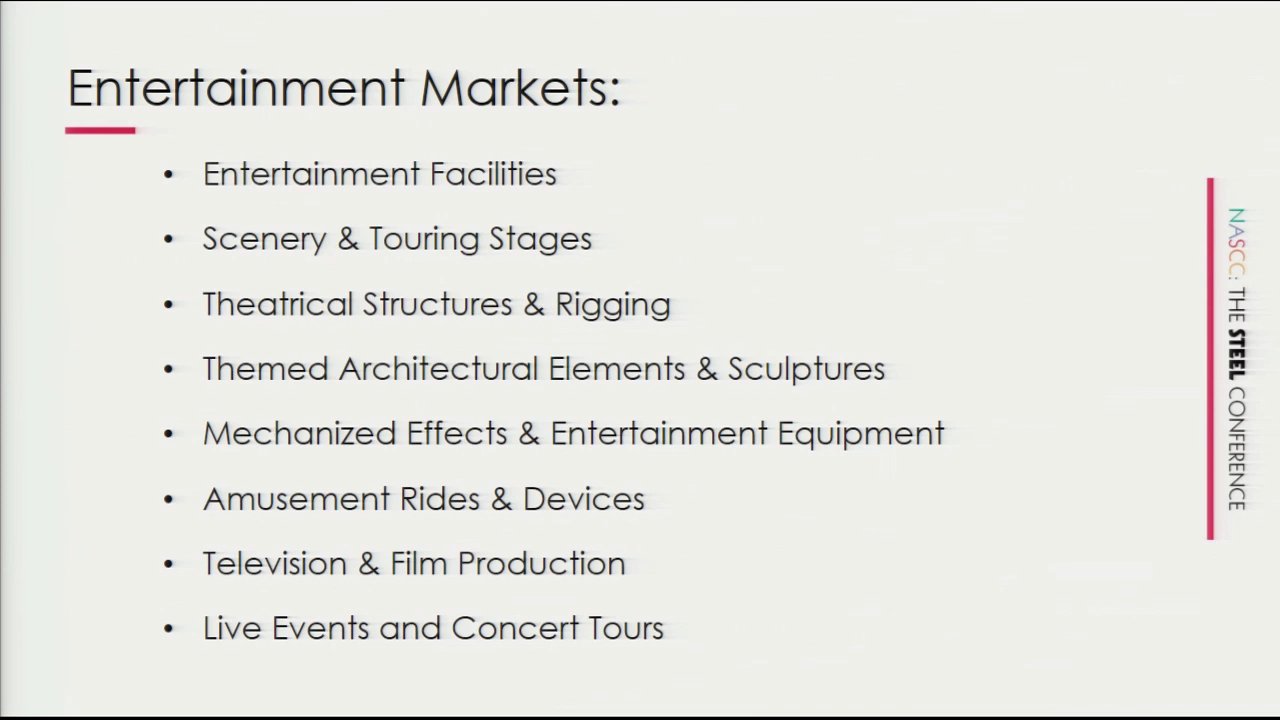 Entertainment Markets:
• Entertainment Facilities
• Scenery & Touring Stages
• Theatrical Structures & Rigging
• Themed Architectural Elements & Sculptures
• Mechanized Effects & Entertainment Equipment
• Amusement Rides & Devices
• Television & Film Production
• Live Events and Concert Tours
NASCC: THE STEEL CONFERENCE